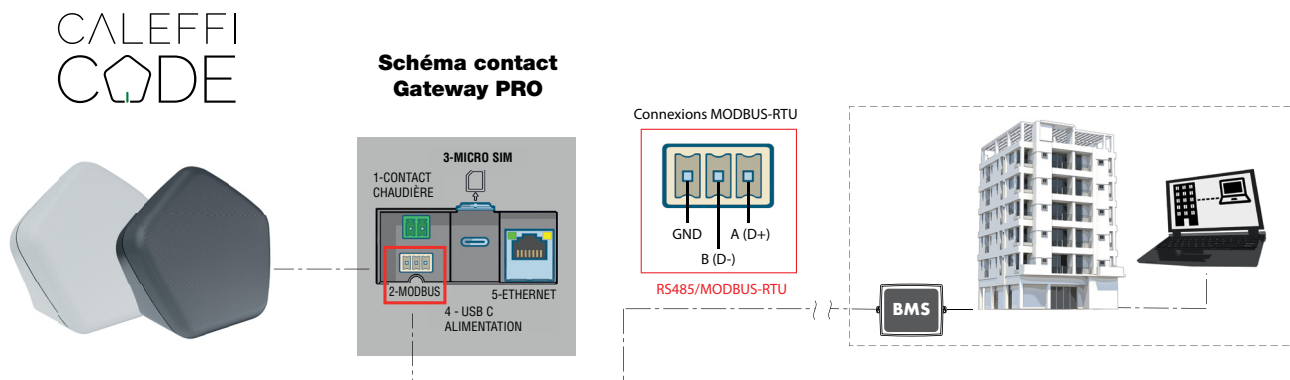 CALEFFI
CODE
Schéma contact
Gateway PRO
3-MICRO SIM
1-CONTACT
CHAUDIÈRE
2-MODBUS
5-ETHERNET
4 - USB C
ALIMENTATION
Connexions MODBUS-RTU
GND
A (D+)
B (D-)
RS485/MODBUS-RTU
BMS